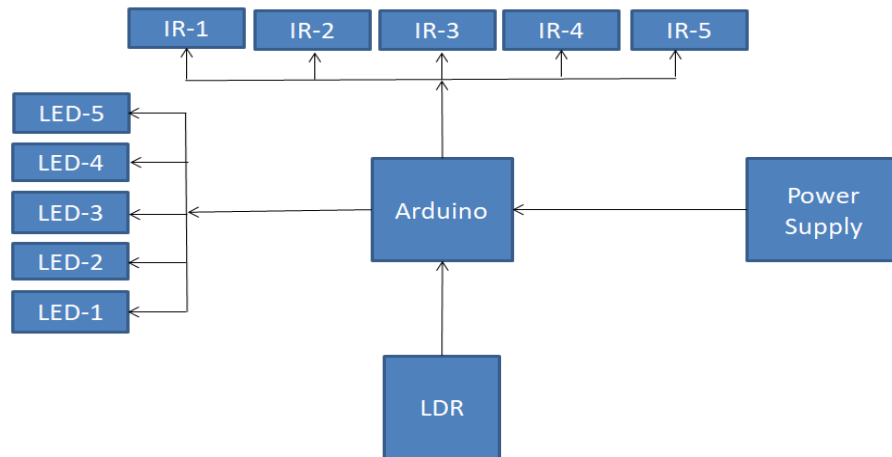 IR-1
IR-2
IR-3
IR-4
IR-5
LED-5
LED-4
LED-3
LED-2
LED-1
Arduino
Power
Supply
LDR